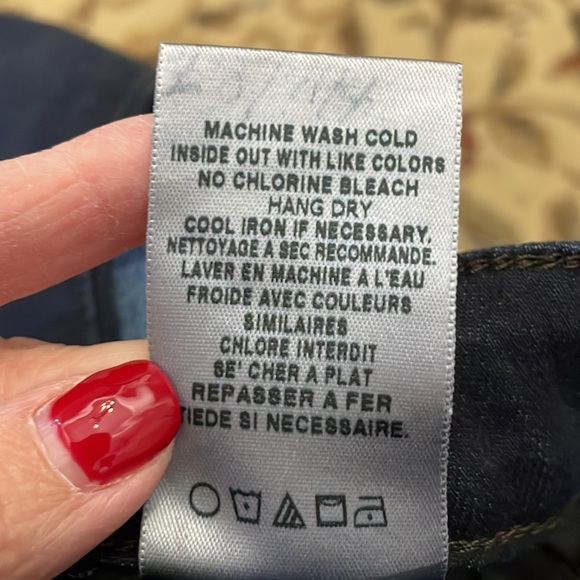 MACHINE WASH COLD
INSIDE OUT WITH LIKE COLORS
NO CHLORINE BLEACH
HANG DRY
COOL IRON IF NECESSARY.
NETTOYAGE A SEC RECOMMANDE.
LAVER EN MACHINE A L'EAU
FROIDE AVEC COULEURS
SIMILAIRES
CHLORE INTERDIT
SE' CHER A PLAT
REPASSER A FER
TIEDE SI NECESSAIRE.